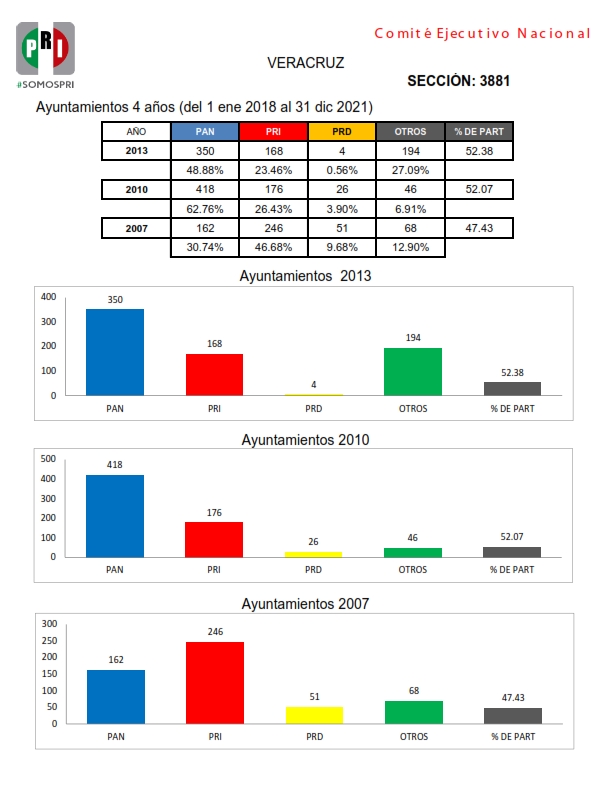 Comité Ejecutivo Nacional
PRI
#SOMOSPRI
VERACRUZ
SECCIÓN: 3881
Ayuntamientos 4 años (del 1 ene 2018 al 31 dic 2021)
AÑO PAN PRI PRD OTROS % DE PART
2013 350 168 4 194 52.38
48.88% 23.46% 0.56% 27.09%
2010 418 176 26 46 52.07
62.76% 26.43% 3.90% 6.91%
2007 162 246 51 68 47.43
30.74% 46.68% 9.68% 12.90%
Ayuntamientos 2013
400
300
200
100
0
350
168
4
194
52.38
PAN PRI PRD OTROS % DE PART
Ayuntamientos 2010
500
400
300
200
100
0
418
176
26
46
52.07
PAN PRI PRD OTROS % DE PART
Ayuntamientos 2007
300
250
200
150
100
50
0
162
246
51
68
47.43
PAN PRI PRD OTROS % DE PART